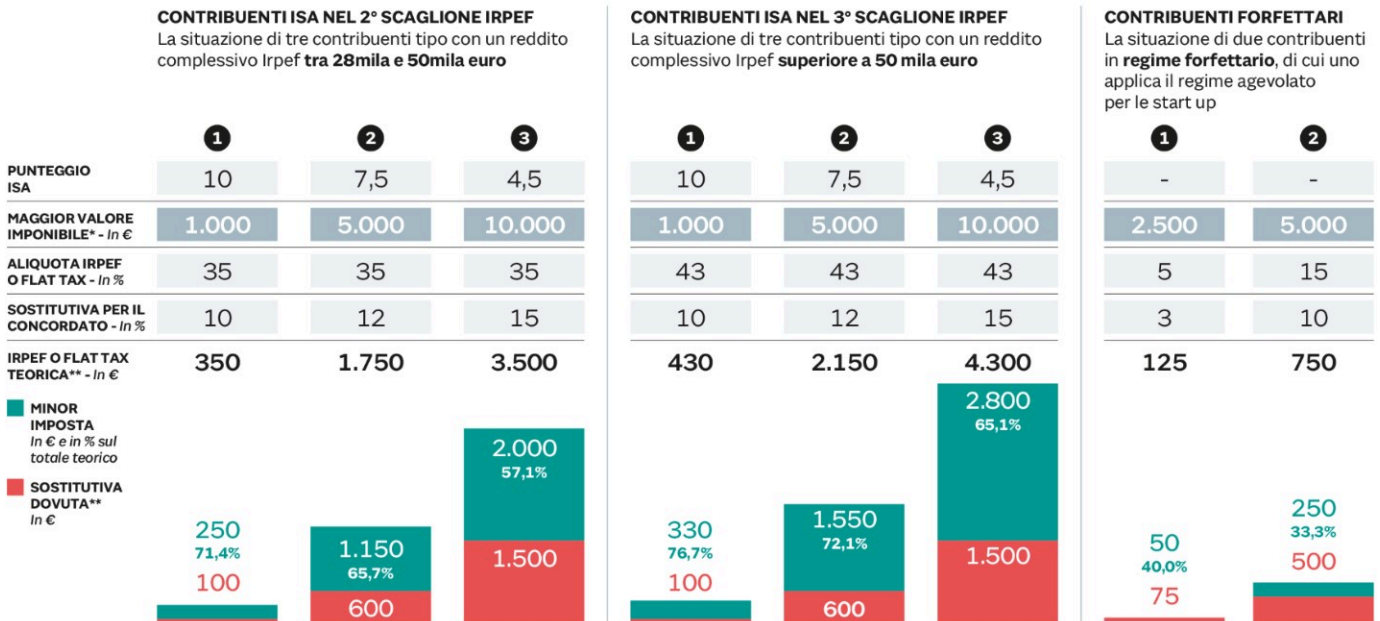 CONTRIBUENTI ISA NEL 2° SCAGLIONE IRPEF
La situazione di tre contribuenti tipo con un reddito
complessivo Irpef tra 28mila e 50mila euro
CONTRIBUENTI ISA NEL 3° SCAGLIONE IRPEF
La situazione di tre contribuenti tipo con un reddito
complessivo Irpef superiore a 50 mila euro
CONTRIBUENTI FORFETTARI
La situazione di due contribuenti
in regime forfettario, di cui uno
applica il regime agevolato
per le start up
1 2 3 1 2 3 1 2
PUNTEGGIO
ISA
10 7,5 4,5 10 7,5 4,5 - -
MAGGIOR VALORE
IMPONIBILE* - In €
1.000 5.000 10.000 1.000 5.000 10.000 2.500 5.000
ALIQUOTA IRPEF
O FLAT TAX - In %
35 35 35 43 43 43 5 15
SOSTITUTIVA PER IL
CONCORDATO - In %
10 12 15 10 12 15 3 10
IRPEF O FLAT TAX
TEORICA** - In €
350 1.750 3.500 430 2.150 4.300 125 750
MINOR
IMPOSTA
In € e in % sul
totale teorico
SOSTITUTIVA
DOVUTA**
In €
250
71,4%
100
1.150
65,7%
600
2.000
57,1%
1.500
330
76,7%
100
1.550
72,1%
600
2.800
65,1%
1.500
50
40,0%
75
250
33,3%
500